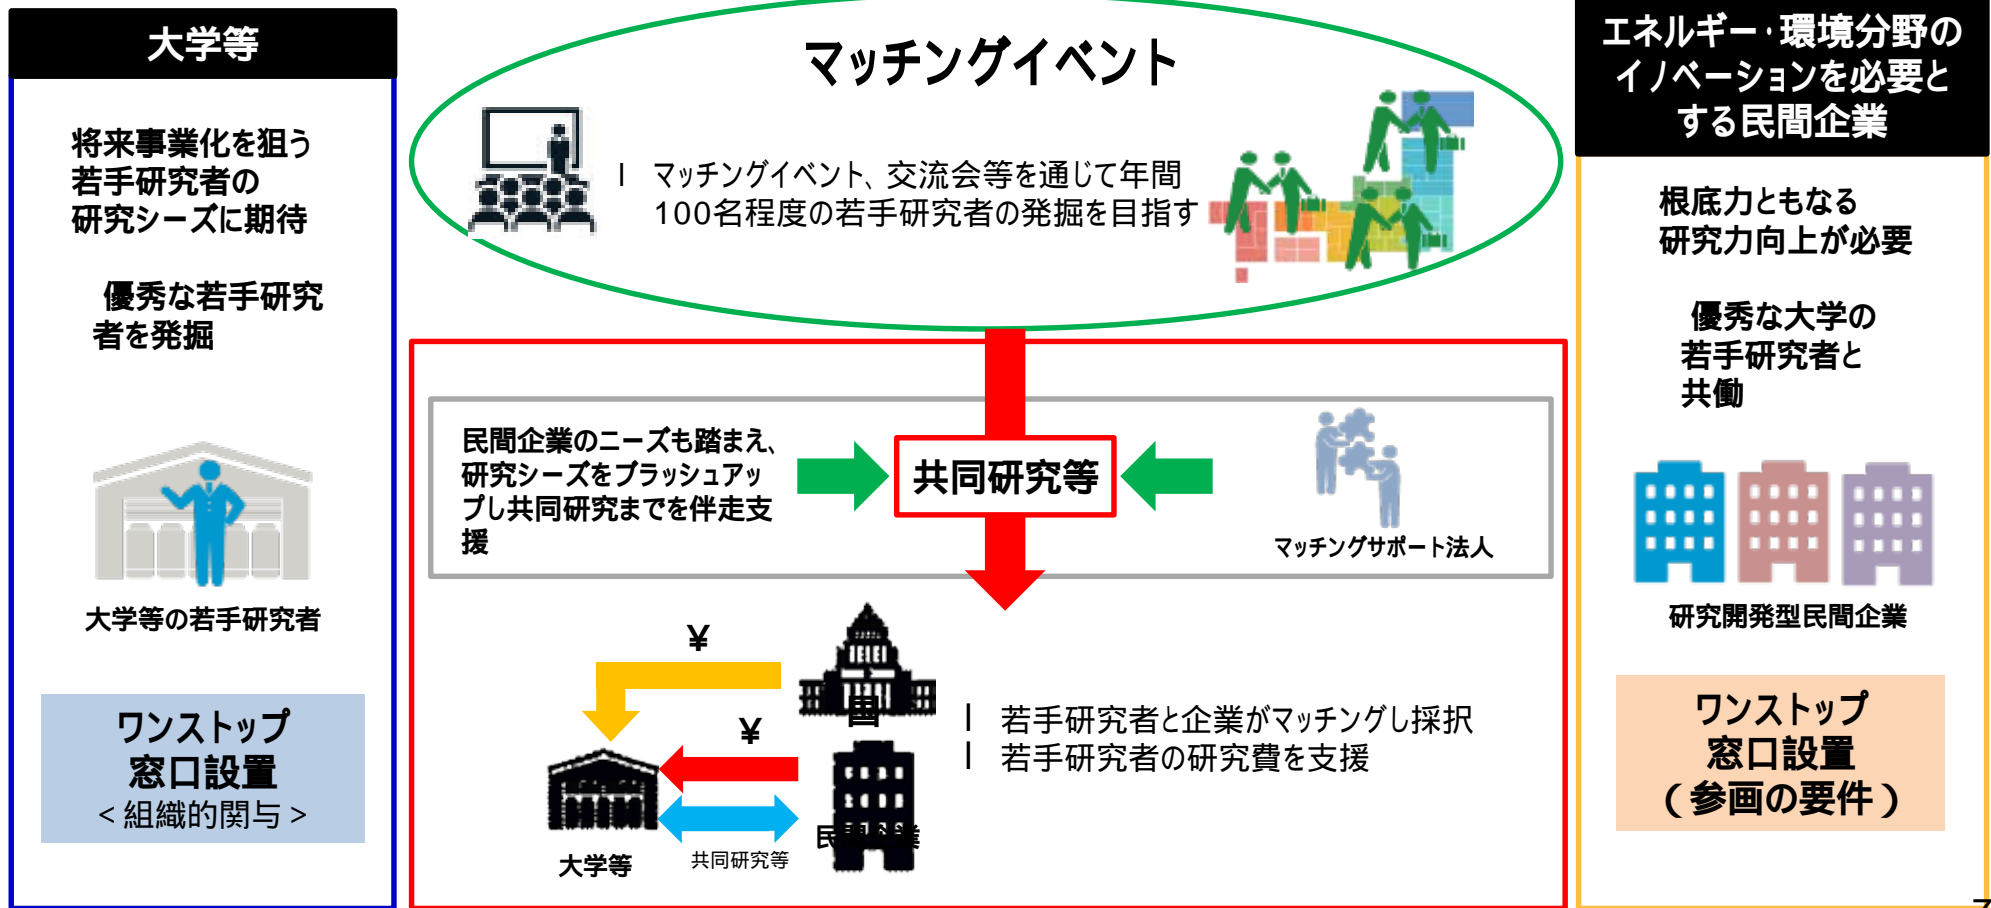 大学等
将来事業化を狙う
若手研究者の
研究シーズに期待
優秀な若手研究
者を発掘
大学等の若手研究者
ワンストップ
窓口設置
<組織的関与>
マッチングイベント
l マッチングイベント、交流会等を通じて年間
100名程度の若手研究者の発掘を目指す
民間企業のニーズも踏まえ、
研究シーズをブラッシュアッ
プし共同研究までを伴走支
援
共同研究等
マッチングサポート法人
¥
国
¥
大学等
共同研究等
民間企業
l 若手研究者と企業がマッチングし採択
l 若手研究者の研究費を支援
エネルギー・環境分野の
イノベーションを必要と
する民間企業
根底力ともなる
研究力向上が必要
優秀な大学の
若手研究者と
共働
研究開発型民間企業
ワンストップ
窓口設置
(参画の要件)